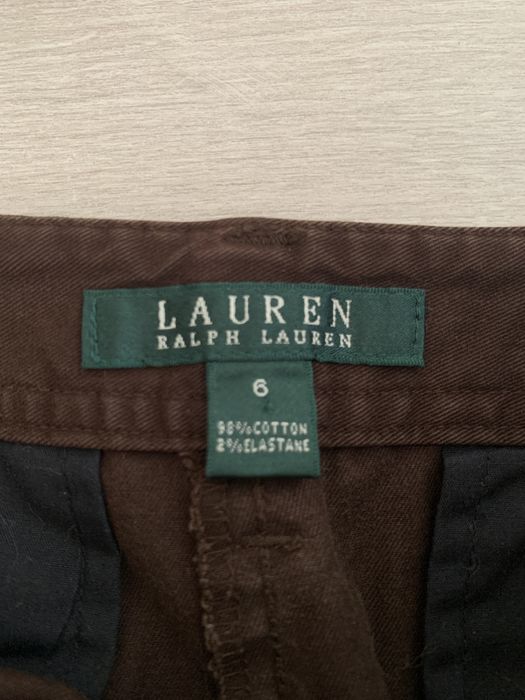 LAUREN
RALPH LAUREN
6
98%COTTON
2%ELASTANE